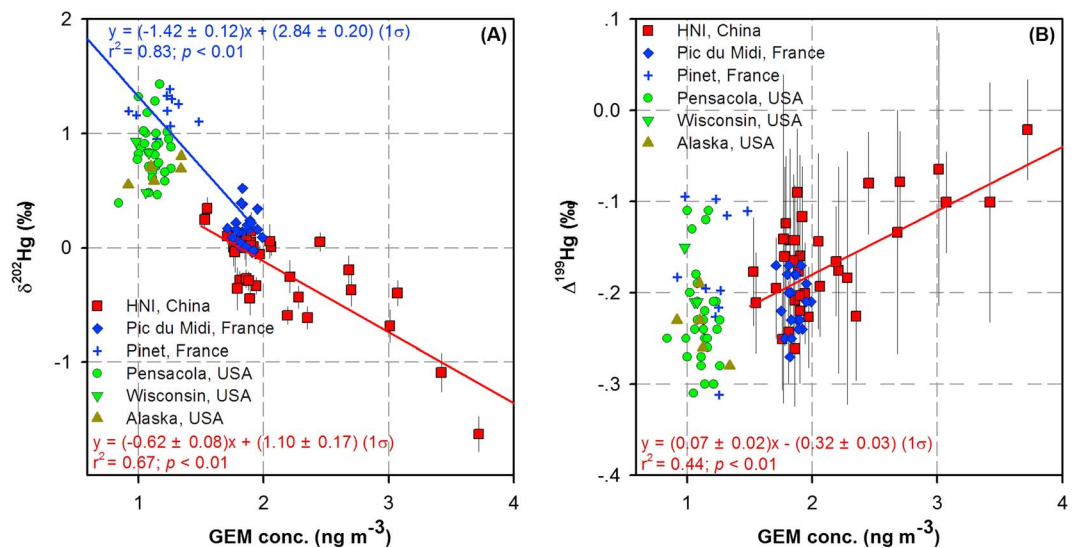 y = (-1.42 ± 0.12)x + (2.84 ± 0.20) (1σ)
r² = 0.83; p < 0.01
(A)
2
1
0
-1
δ²⁰²Hg (‰)
HNI, China
Pic du Midi, France
Pinet, France
Pensacola, USA
Wisconsin, USA
Alaska, USA
y = (-0.62 ± 0.08)x + (1.10 ± 0.17) (1σ)
r² = 0.67; p < 0.01
1 2 3 4
GEM conc. (ng m⁻³)
HNI, China
Pic du Midi, France
Pinet, France
Pensacola, USA
Wisconsin, USA
Alaska, USA
(B)
0.0
-.1
-.2
-.3
-.4
Δ¹⁹⁹Hg (‰)
y = (0.07 ± 0.02)x - (0.32 ± 0.03) (1σ)
r² = 0.44; p < 0.01
1 2 3 4
GEM conc. (ng m⁻³)